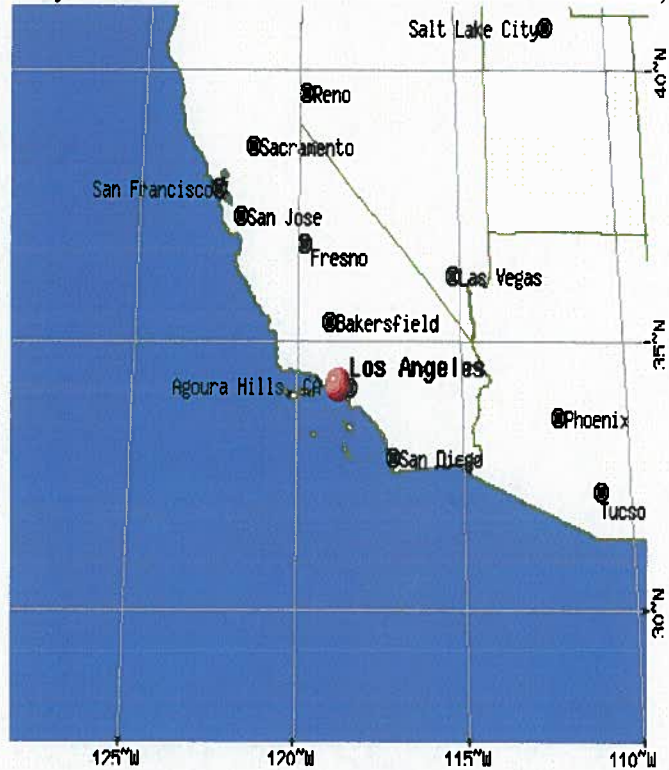 Salt Lake City
40~N
Reno
Sacramento
San Francisco
San Jose
Fresno
Las Vegas
Bakersfield
35~N
Los Angeles
Agoura Hills, CA
Phoenix
San Diego
Tucso
30~N
125~W
120~W
115~W
110~W